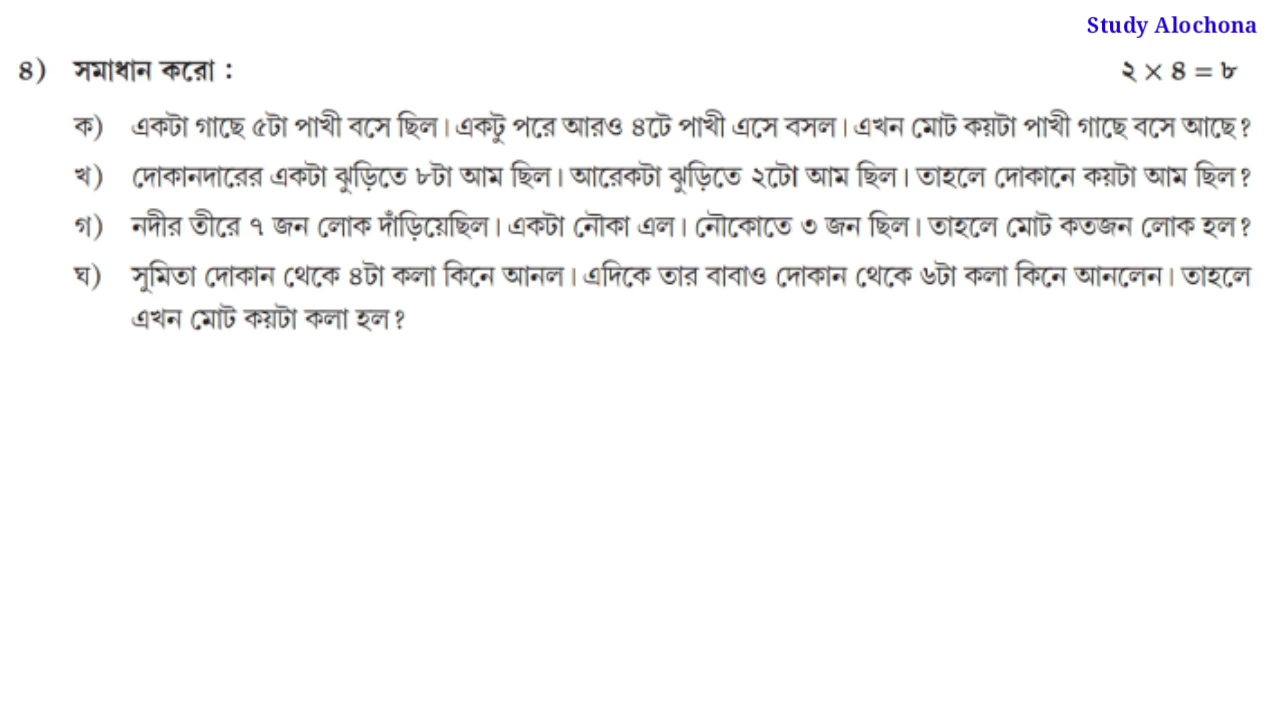 Study Alochona
৪) সমাধান করো : ২ × ৪ = ৮
ক) একটা গাছে ৫টা পাখী বসে ছিল। একটু পরে আরও ৪টে পাখী এসে বসল। এখন মোট কয়টা পাখী গাছে বসে আছে?
খ) দোকানদারের একটা ঝুড়িতে ৮টা আম ছিল। আরেকটা ঝুড়িতে ২টো আম ছিল। তাহলে দোকানে কয়টা আম ছিল?
গ) নদীর তীরে ৭ জন লোক দাঁড়িয়েছিল। একটা নৌকা এল। নৌকোতে ৩ জন ছিল। তাহলে মোট কতজন লোক হল?
ঘ) সুমিতা দোকান থেকে ৪টা কলা কিনে আনল। এদিকে তার বাবাও দোকান থেকে ৬টা কলা কিনে আনলেন। তাহলে
এখন মোট কয়টা কলা হল?